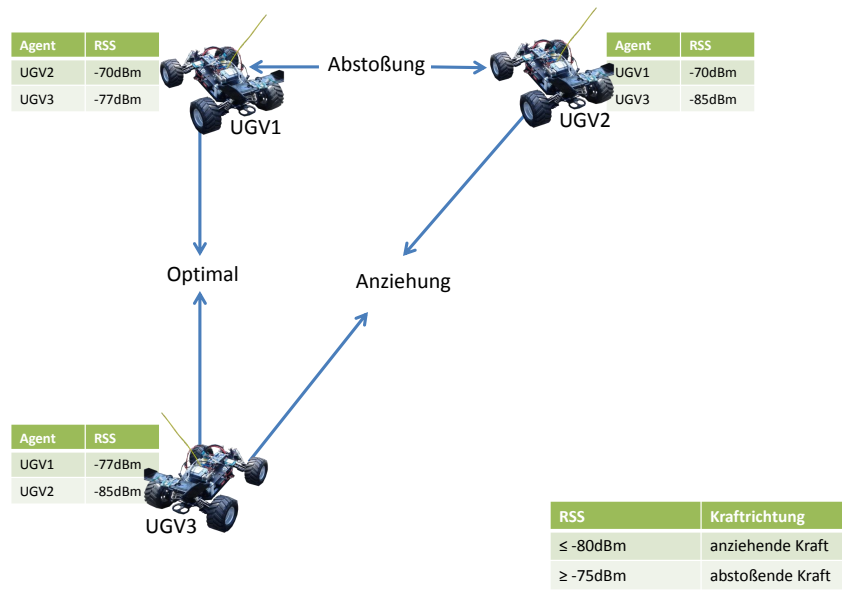 Agent RSS
UGV2 -70dBm
UGV3 -77dBm
UGV1
Abstoßung
Agent RSS
UGV1 -70dBm
UGV3 -85dBm
UGV2
Optimal
Anziehung
Agent RSS
UGV1 -77dBm
UGV2 -85dBm
UGV3
RSS Kraftrichtung
≤ -80dBm anziehende Kraft
≥ -75dBm abstoßende Kraft